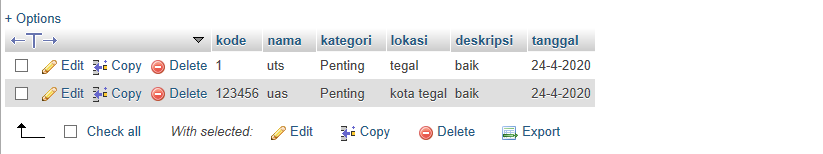 + Options
←T→ kode nama kategori lokasi deskripsi tanggal
Edit Copy Delete 1 uts Penting tegal baik 24-4-2020
Edit Copy Delete 123456 uas Penting kota tegal baik 24-4-2020
Check all With selected: Edit Copy Delete Export